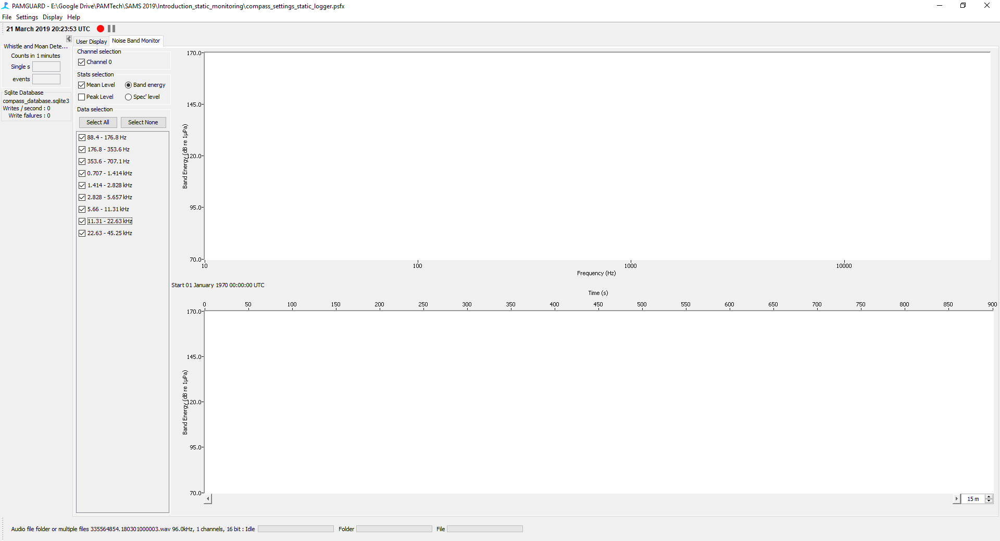 PAMGUARD - E:\Google Drive\PAMTech\SAMS 2019\Introduction_static_monitoring\compass_settings_static_logger.psfx
File Settings Display Help
21 March 2019 20:23:53 UTC
Whistle and Moan Dete...
Counts in 1 minutes
Single s
events
Sqlite Database
compass_database.sqlite3
Writes / second : 0
Write failures : 0
User Display Noise Band Monitor
Channel selection
Channel 0
Stats selection
Mean Level Band energy
Peak Level Spec' level
Data selection
Select All Select None
88.4 - 176.8 Hz
176.8 - 353.6 Hz
353.6 - 707.1 Hz
0.707 - 1.414 kHz
1.414 - 2.828 kHz
2.828 - 5.657 kHz
5.66 - 11.31 kHz
11.31 - 22.63 kHz
22.63 - 45.25 kHz
Band Energy (dB re 1µPa)
170.0
145.0
120.0
95.0
70.0
10 100 1000 10000
Frequency (Hz)
Start 01 January 1970 00:00:00 UTC
Time (s)
0 50 100 150 200 250 300 350 400 450 500 550 600 650 700 750 800 850 900
Band Energy (dB re 1µPa)
170.0
145.0
120.0
95.0
70.0
15 m
Audio file folder or multiple files 335564854.180301000003.wav 96.0kHz, 1 channels, 16 bit : Idle Folder File